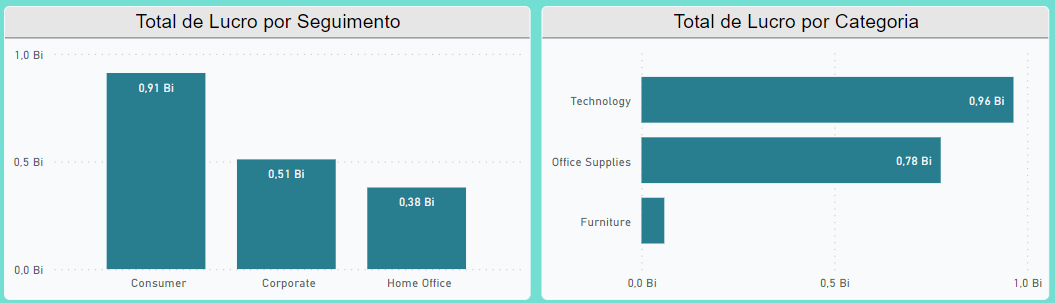 Total de Lucro por Seguimento
1,0 Bi
0,5 Bi
0,0 Bi
0,91 Bi
0,51 Bi
0,38 Bi
Consumer Corporate Home Office
Total de Lucro por Categoria
Technology 0,96 Bi
Office Supplies 0,78 Bi
Furniture
0,0 Bi 0,5 Bi 1,0 Bi